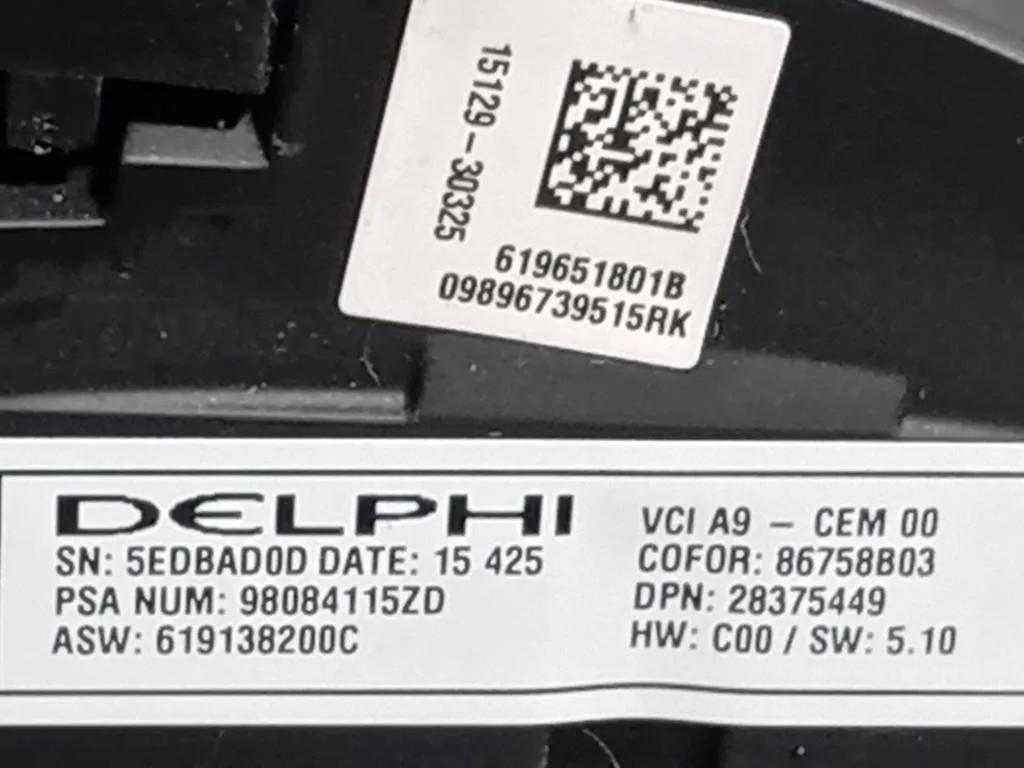 15129-30325
619651801B
09896739515RK
DELPHI
SN: 5EDBAD0D DATE: 15 425
PSA NUM: 98084115ZD
ASW: 619138200C
VCI A9 - CEM 00
COFOR: 86758B03
DPN: 28375449
HW: C00 / SW: 5.10